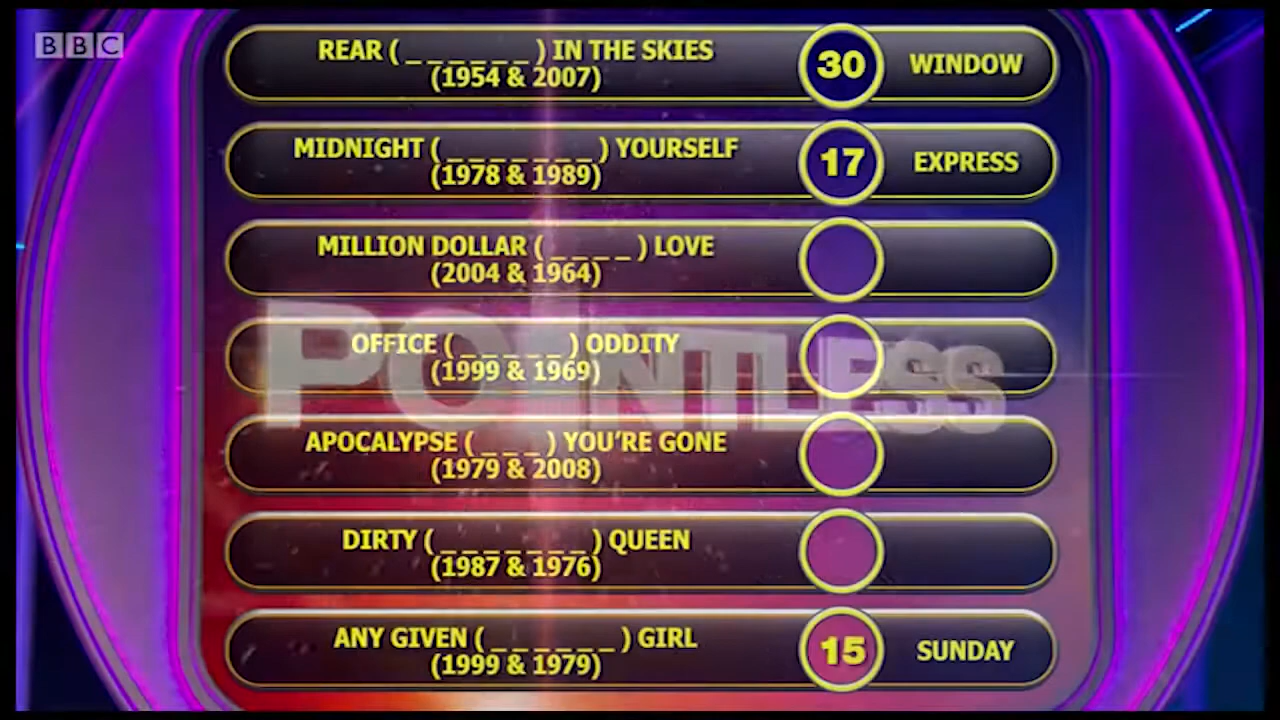 BBC
REAR ( _ _ _ _ _ _ ) IN THE SKIES
(1954 & 2007)
30
WINDOW
MIDNIGHT ( _ _ _ _ _ _ _ ) YOURSELF
(1978 & 1989)
17
EXPRESS
MILLION DOLLAR ( _ _ _ _ ) LOVE
(2004 & 1964)
OFFICE ( _ _ _ _ _ ) ODDITY
(1999 & 1969)
POINTLESS
APOCALYPSE ( _ _ _ ) YOU'RE GONE
(1979 & 2008)
DIRTY ( _ _ _ _ _ _ _ ) QUEEN
(1987 & 1976)
ANY GIVEN ( _ _ _ _ _ _ ) GIRL
(1999 & 1979)
15
SUNDAY